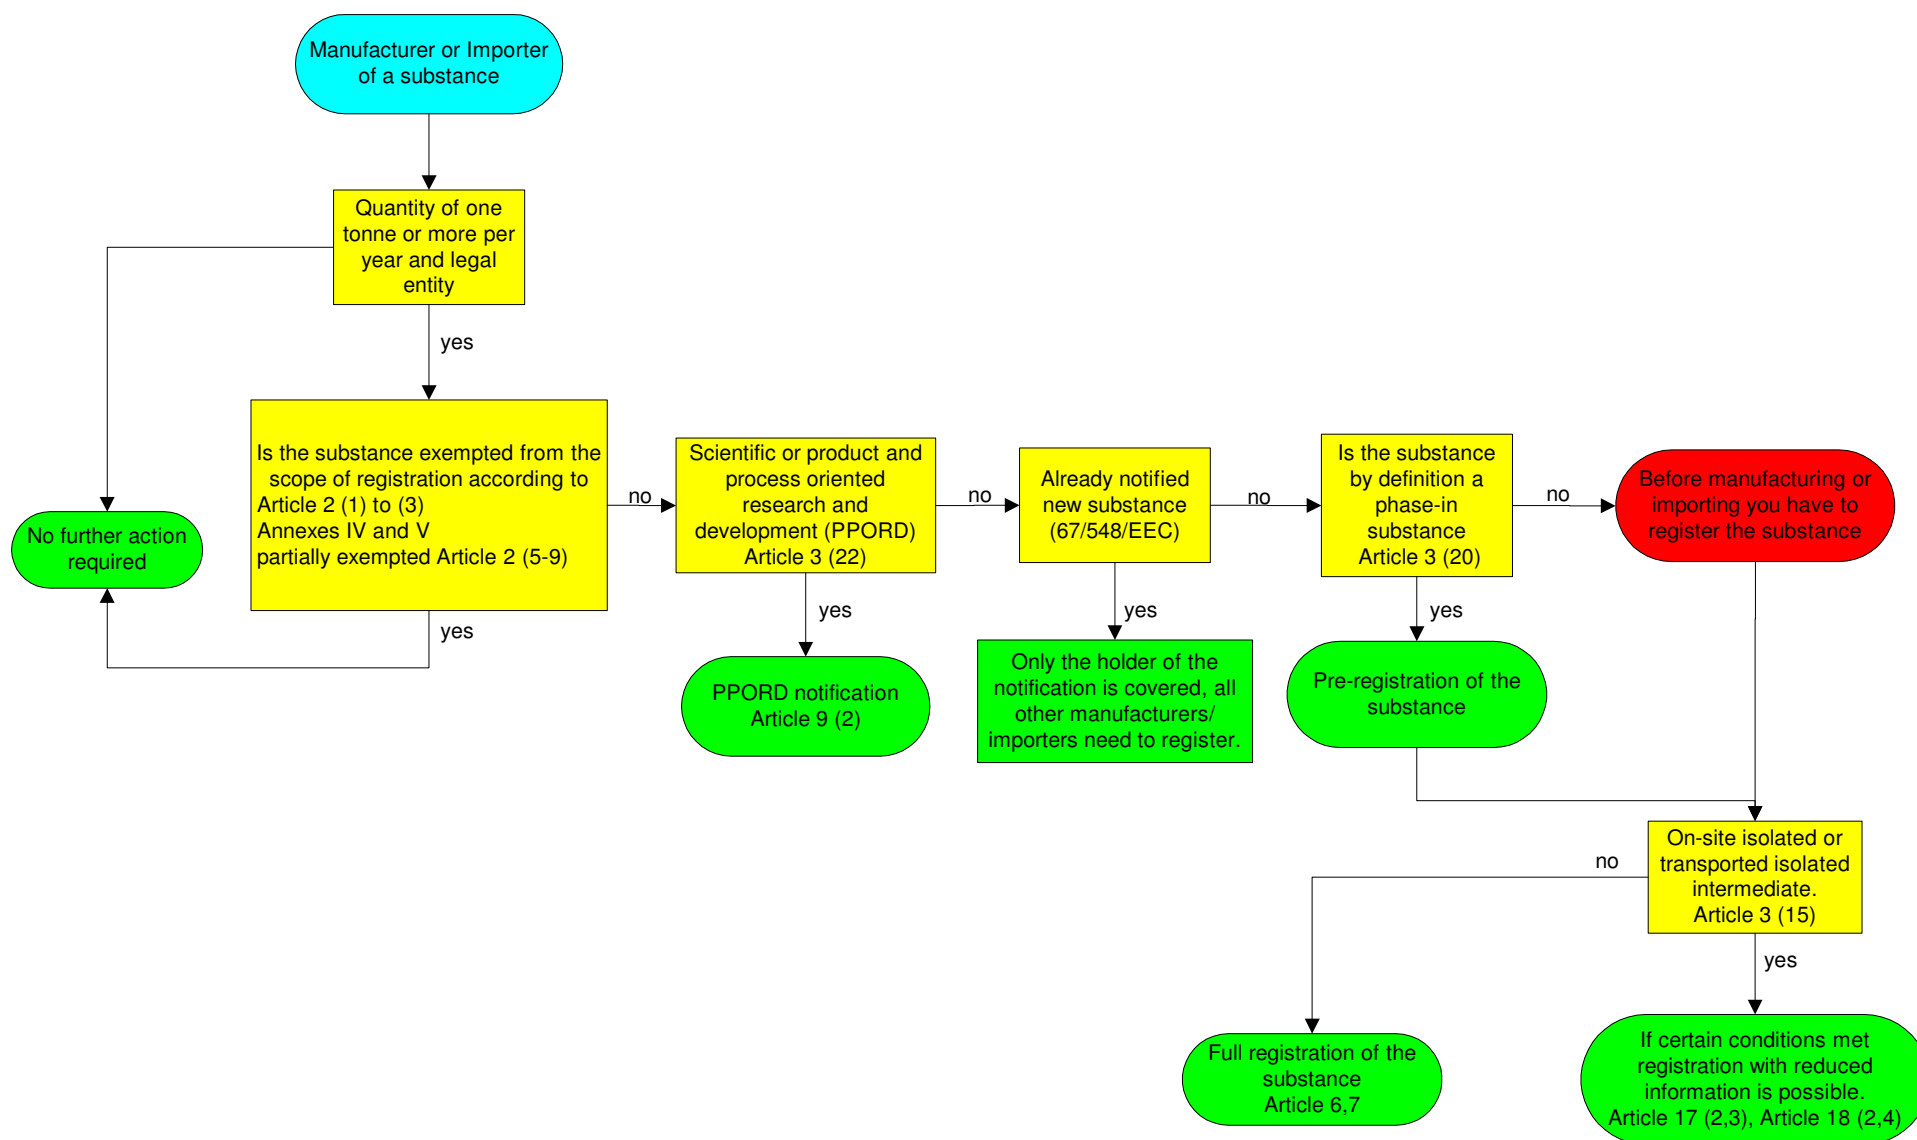 Manufacturer or Importer
of a substance
Quantity of one
tonne or more per
year and legal
entity
yes
Is the substance exempted from the
scope of registration according to
Article 2 (1) to (3)
Annexes IV and V
partially exempted Article 2 (5-9)
yes
No further action
required
no
Scientific or product and
process oriented
research and
development (PPORD)
Article 3 (22)
yes
PPORD notification
Article 9 (2)
no
Already notified
new substance
(67/548/EEC)
yes
Only the holder of the
notification is covered, all
other manufacturers/
importers need to register.
no
Is the substance
by definition a
phase-in
substance
Article 3 (20)
yes
Pre-registration of the
substance
no
Before manufacturing or
importing you have to
register the substance
On-site isolated or
transported isolated
intermediate.
Article 3 (15)
no
Full registration of the
substance
Article 6,7
yes
If certain conditions met
registration with reduced
information is possible.
Article 17 (2,3), Article 18 (2,4)